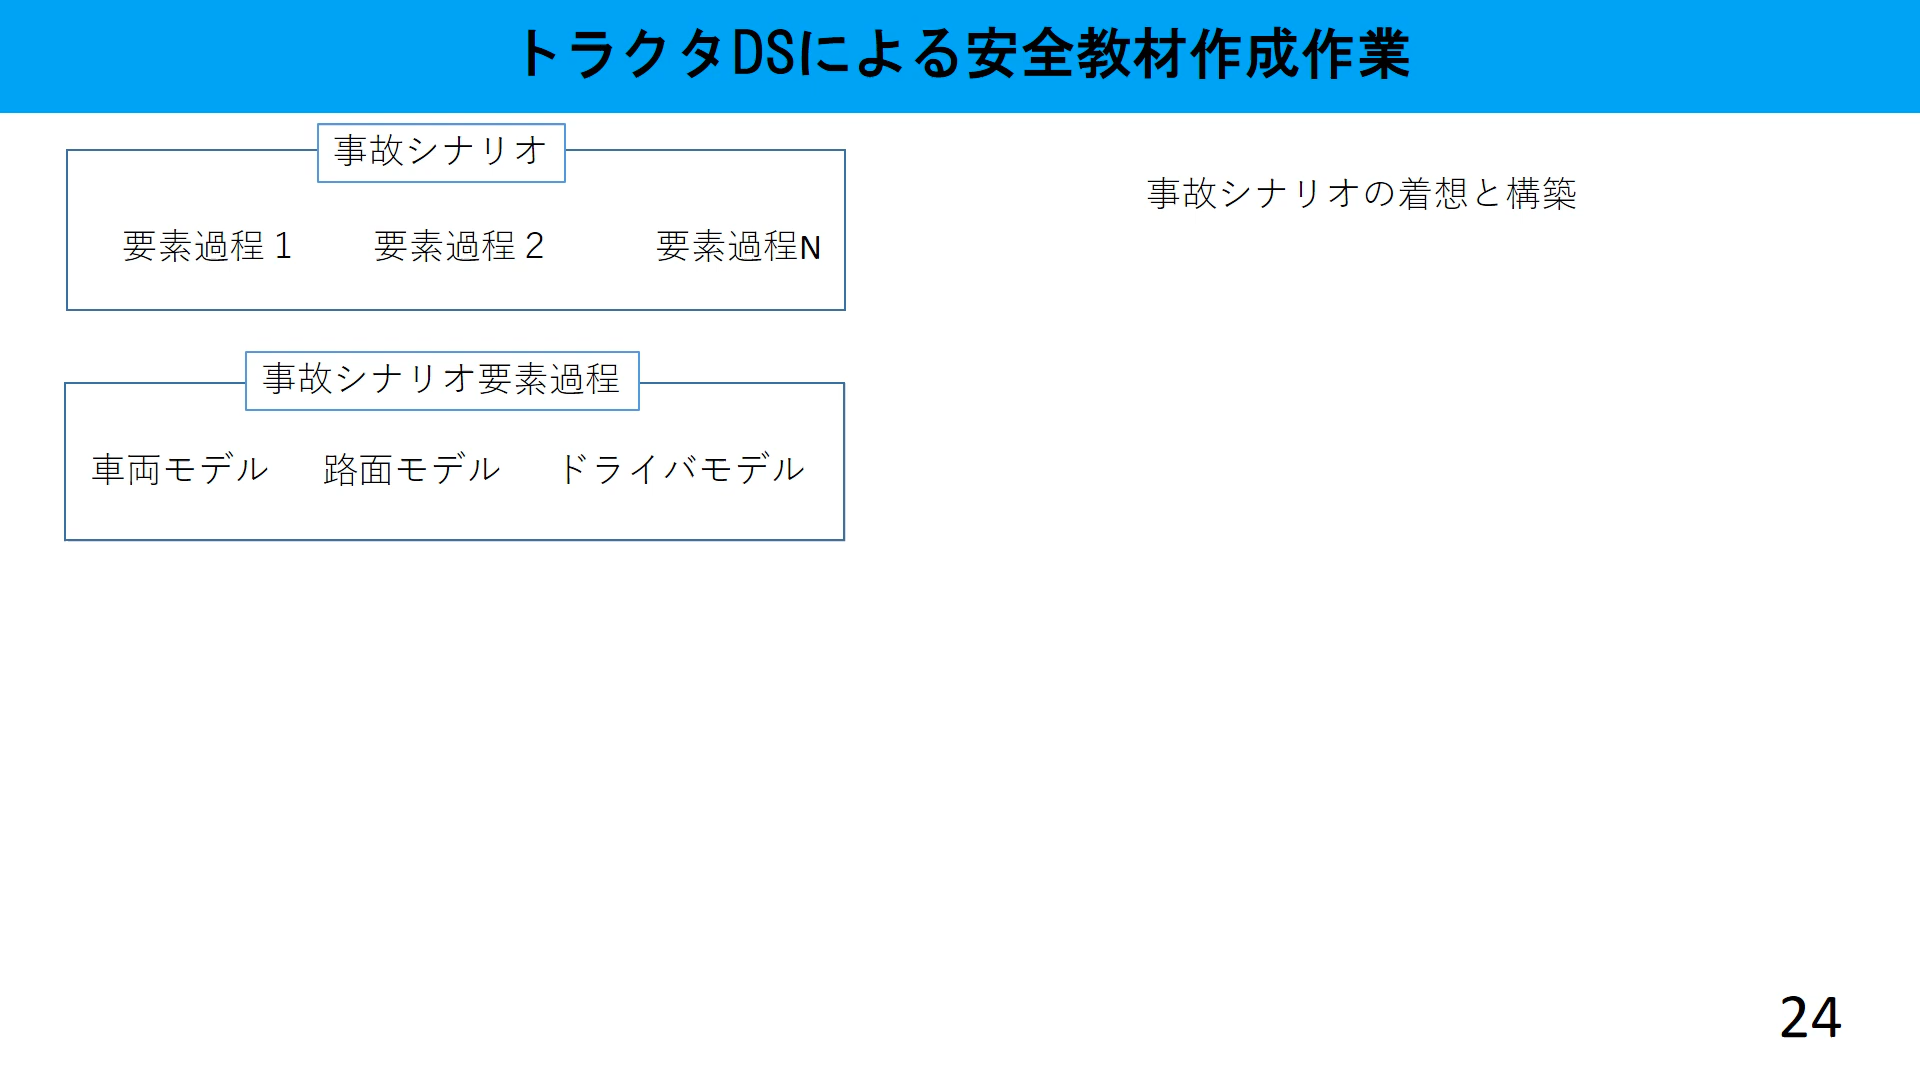 トラクタDSによる安全教材作成作業
事故シナリオ
要素過程1 要素過程2 要素過程N
事故シナリオの着想と構築
事故シナリオ要素過程
車両モデル 路面モデル ドライバモデル
24